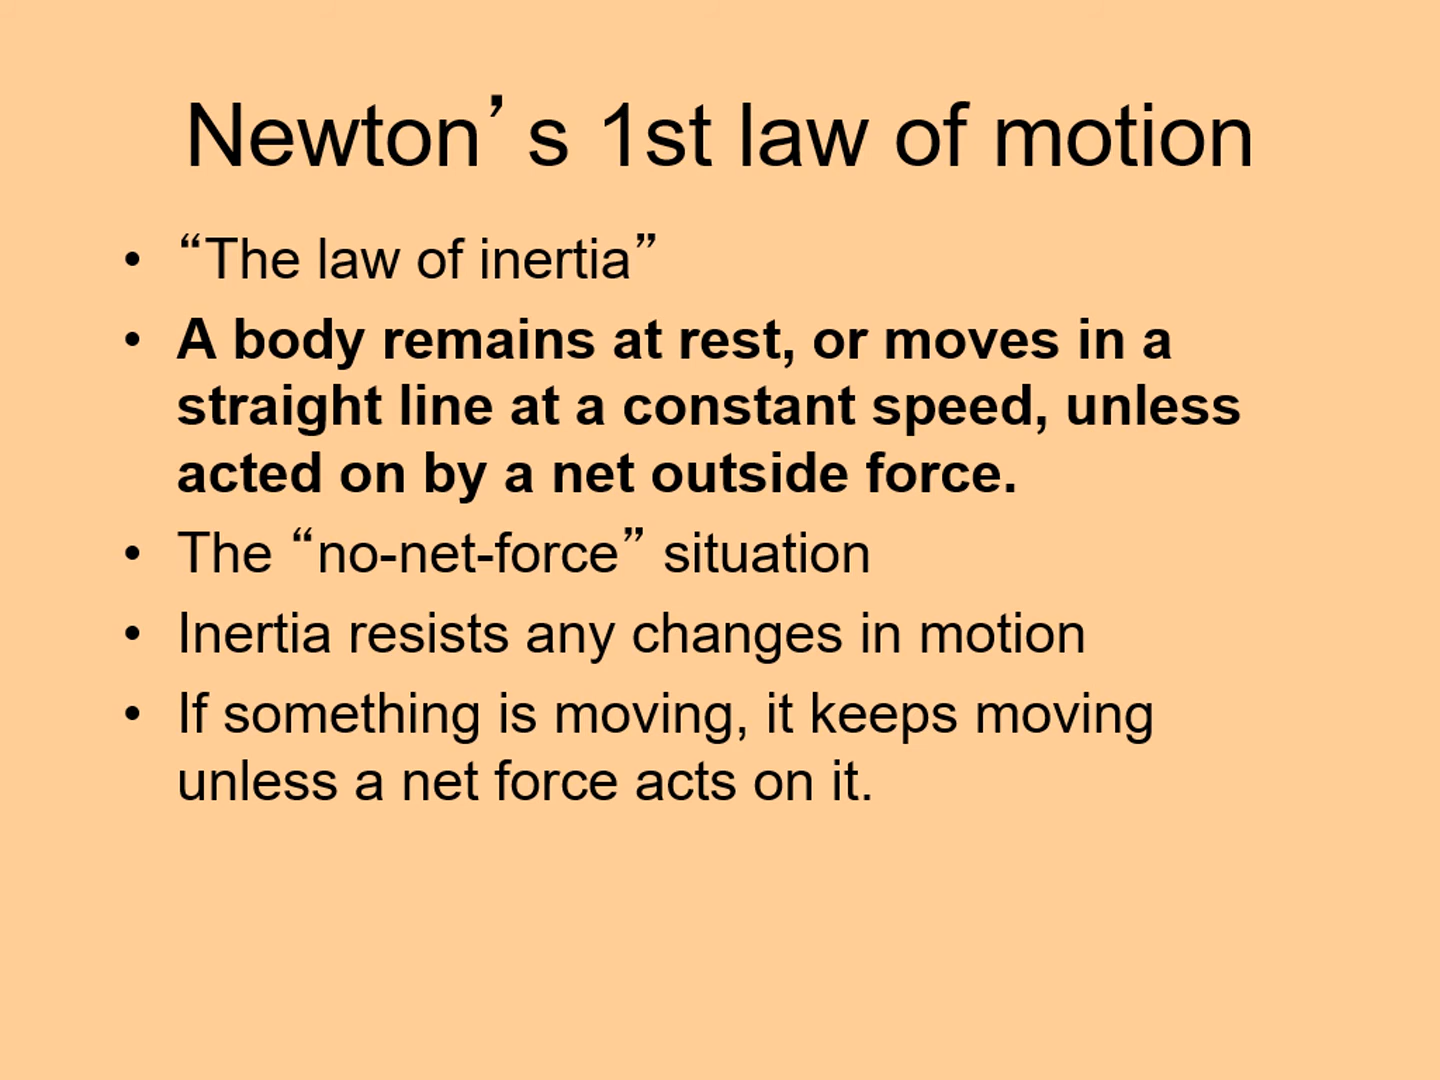 Newton’s 1st law of motion
• “The law of inertia”
• A body remains at rest, or moves in a
straight line at a constant speed, unless
acted on by a net outside force.
• The “no-net-force” situation
• Inertia resists any changes in motion
• If something is moving, it keeps moving
unless a net force acts on it.